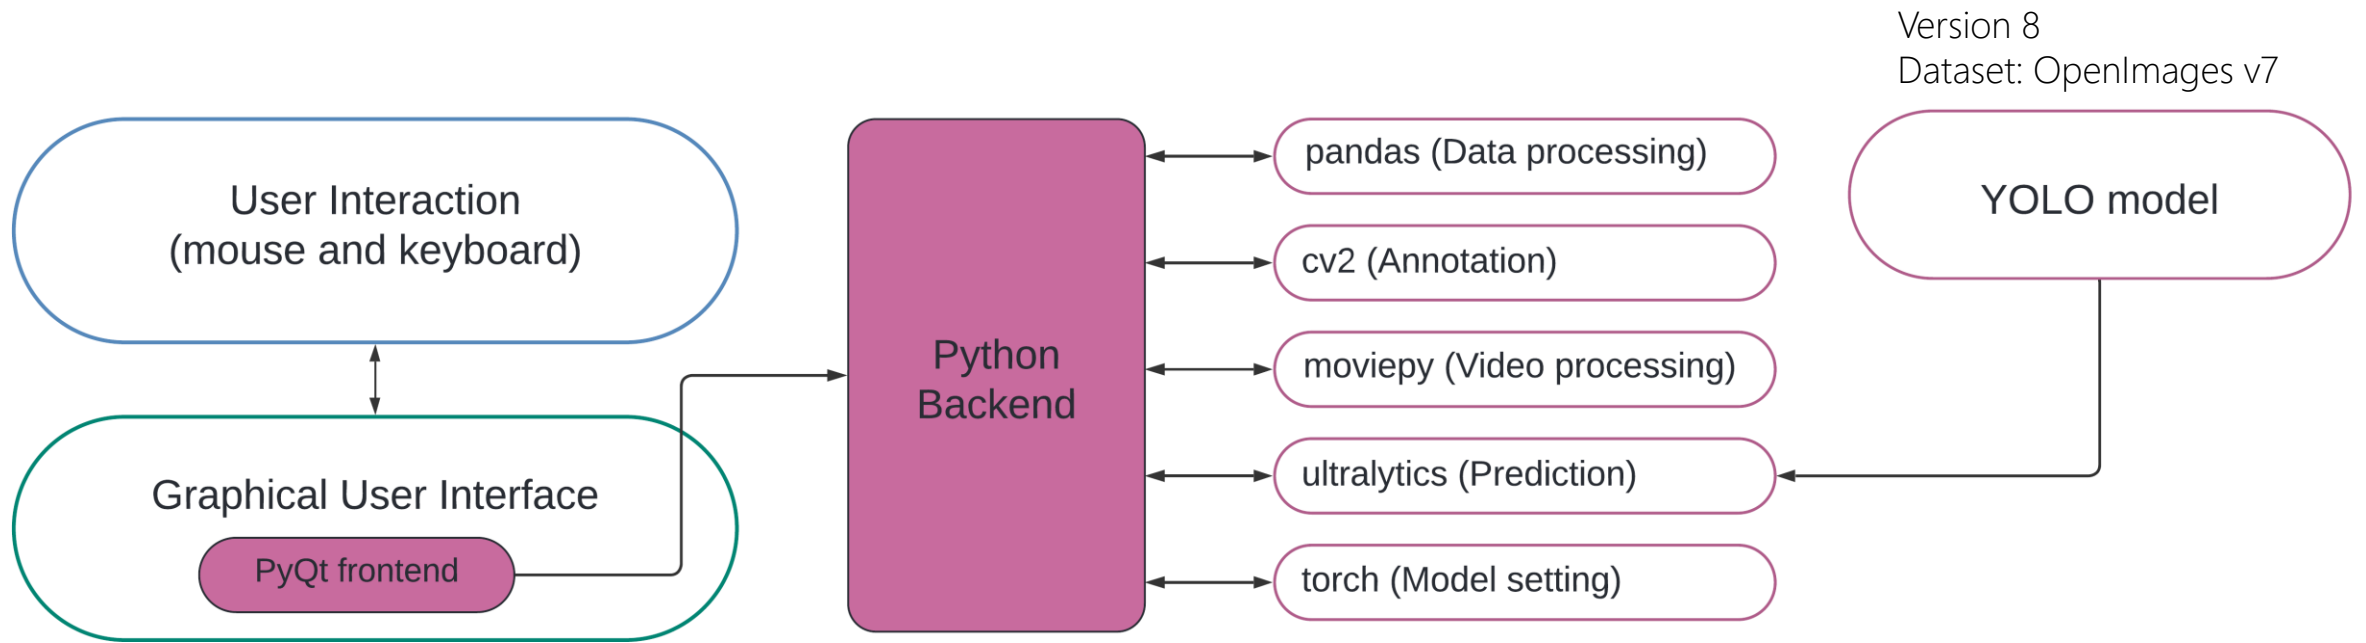 Version 8
Dataset: OpenImages v7
User Interaction
(mouse and keyboard)
Graphical User Interface
PyQt frontend
Python
Backend
pandas (Data processing)
cv2 (Annotation)
moviepy (Video processing)
ultralytics (Prediction)
torch (Model setting)
YOLO model